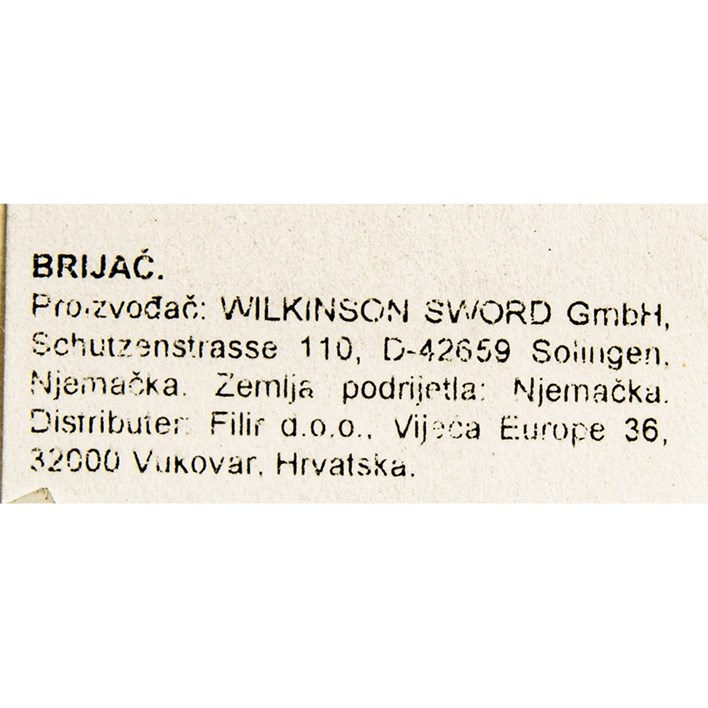 BRIJAČ.
Proizvođač: WILKINSON SWORD GmbH,
Schutzenstrasse 110, D-42659 Solingen,
Njemačka. Zemlja podrijetla: Njemačka.
Distributer: Filir d.o.o., Vijeća Europe 36,
32000 Vukovar, Hrvatska.